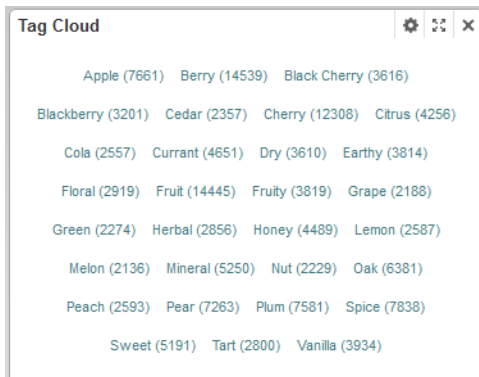 Tag Cloud
Apple (7661) Berry (14539) Black Cherry (3616)
Blackberry (3201) Cedar (2357) Cherry (12308) Citrus (4256)
Cola (2557) Currant (4651) Dry (3610) Earthy (3814)
Floral (2919) Fruit (14445) Fruity (3819) Grape (2188)
Green (2274) Herbal (2856) Honey (4489) Lemon (2587)
Melon (2136) Mineral (5250) Nut (2229) Oak (6381)
Peach (2593) Pear (7263) Plum (7581) Spice (7838)
Sweet (5191) Tart (2800) Vanilla (3934)